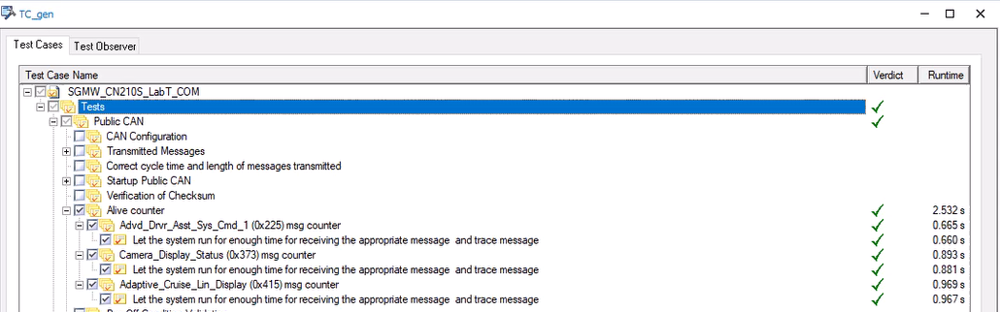 TC_gen
Test Cases Test Observer
Test Case Name Verdict Runtime
SGMW_CN210S_LabT_COM
Tests
Public CAN
CAN Configuration
Transmitted Messages
Correct cycle time and length of messages transmitted
Startup Public CAN
Verification of Checksum
Alive counter 2.532 s
Advd_Drvr_Asst_Sys_Cmd_1 (0x225) msg counter 0.665 s
Let the system run for enough time for receiving the appropriate message and trace message 0.660 s
Camera_Display_Status (0x373) msg counter 0.893 s
Let the system run for enough time for receiving the appropriate message and trace message 0.881 s
Adaptive_Cruise_Lin_Display (0x415) msg counter 0.969 s
Let the system run for enough time for receiving the appropriate message and trace message 0.967 s